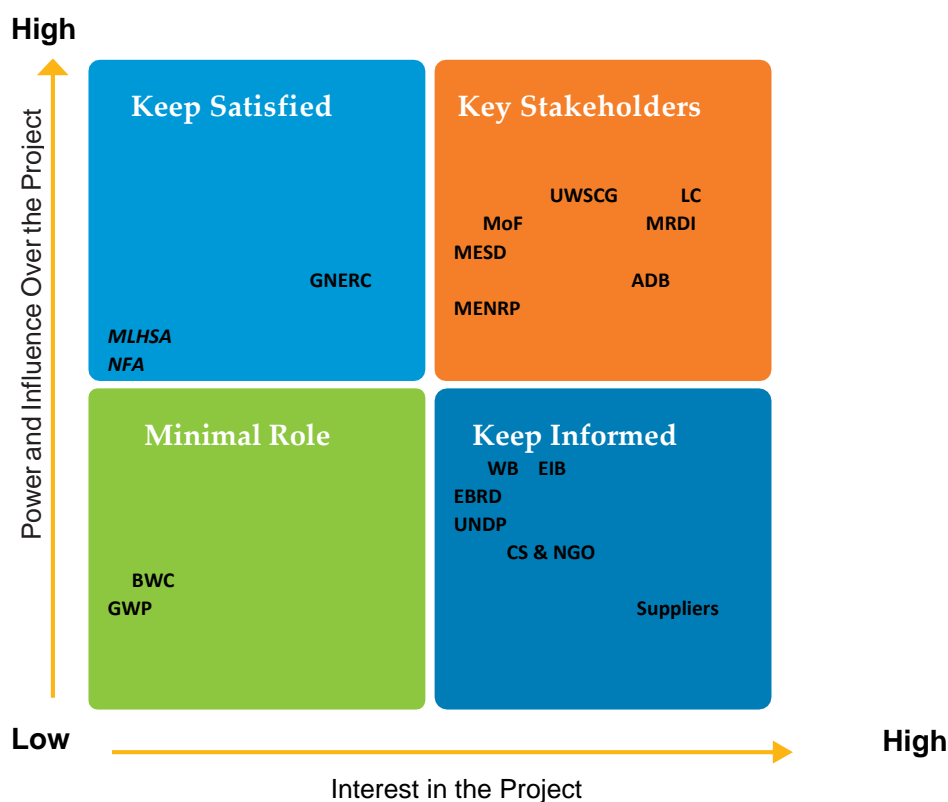 High
Power and Influence Over the Project
Keep Satisfied
GNERC
MLHSA
NFA
Key Stakeholders
UWSCG LC
MoF MRDI
MESD
ADB
MENRP
Minimal Role
BWC
GWP
Keep Informed
WB EIB
EBRD
UNDP
CS & NGO
Suppliers
Low
High
Interest in the Project